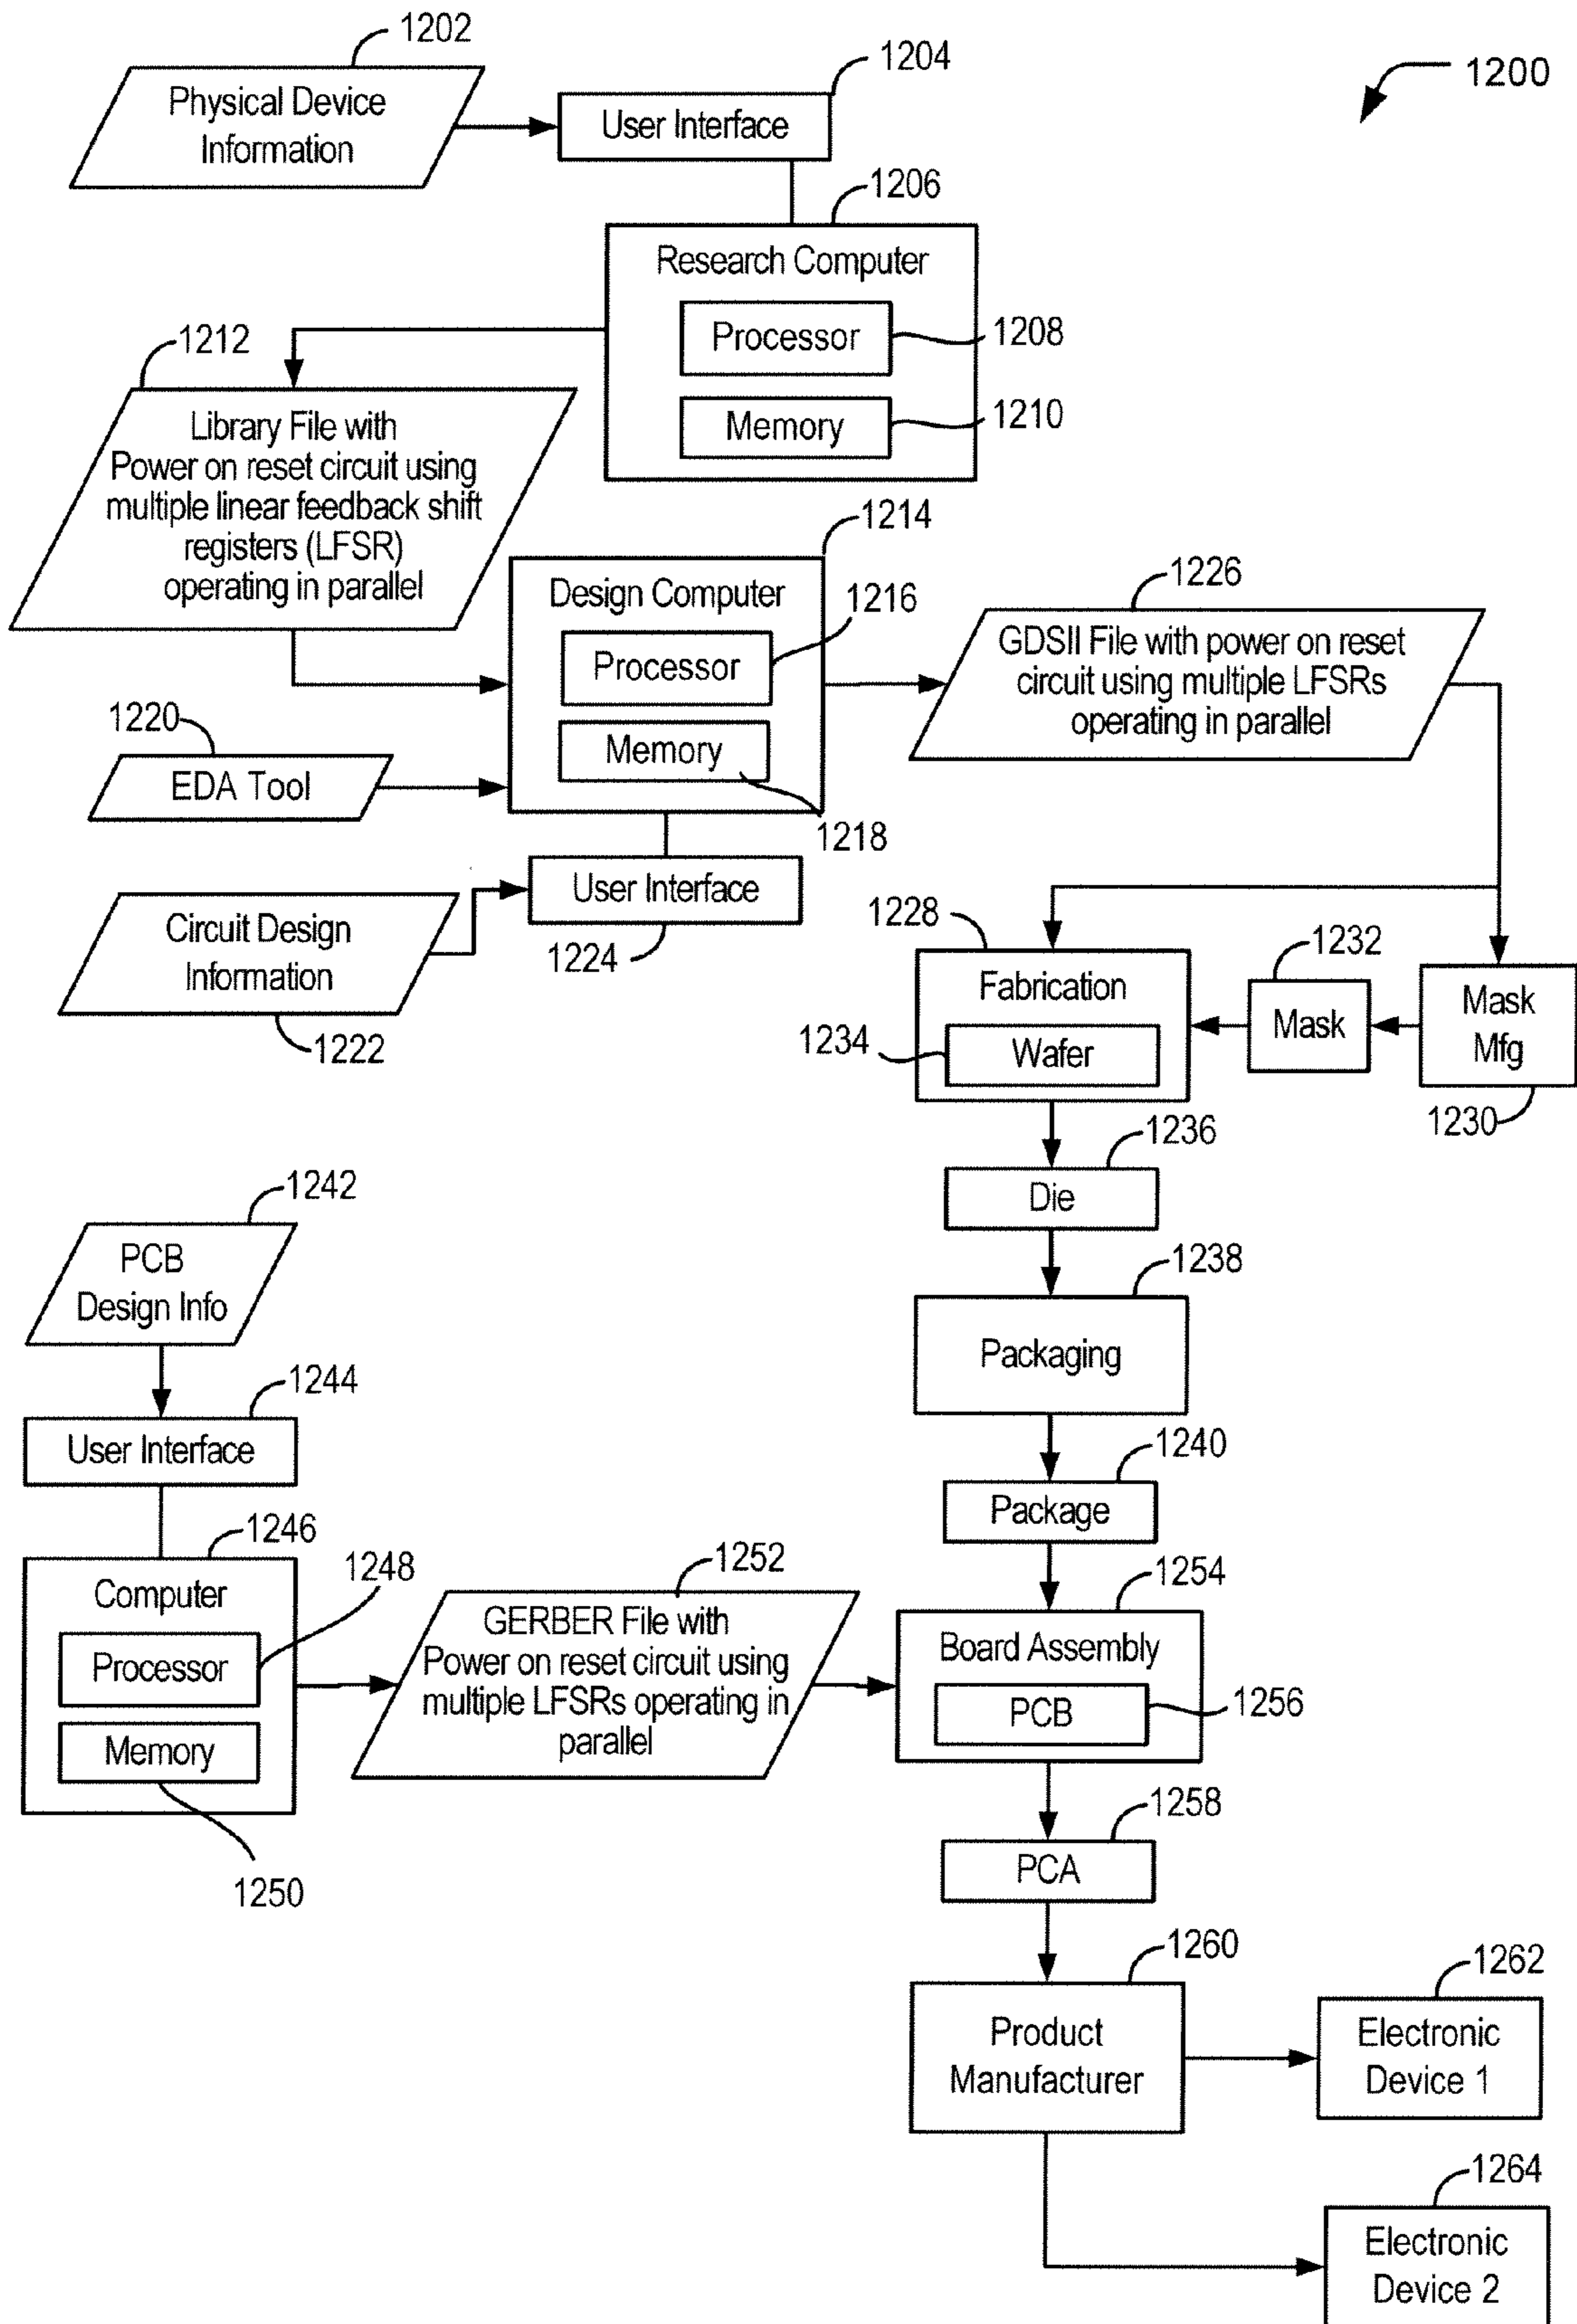 1202
Physical Device
Information
1204
User Interface
1200
1206
Research Computer
Processor
1208
Memory
1210
1212
Library File with
Power on reset circuit using
multiple linear feedback shift
registers (LFSR)
operating in parallel
1214
Design Computer
1216
Processor
Memory
1218
1226
GDSII File with power on reset
circuit using multiple LFSRs
operating in parallel
1220
EDA Tool
User Interface
1224
Circuit Design
Information
1222
1228
Fabrication
1234
Wafer
1232
Mask
Mask
Mfg
1230
1236
Die
1238
Packaging
1240
Package
1242
PCB
Design Info
1244
User Interface
1246
Computer
1248
Processor
Memory
1250
1252
GERBER File with
Power on reset circuit using
multiple LFSRs operating in
parallel
1254
Board Assembly
PCB
1256
1258
PCA
1260
Product
Manufacturer
1262
Electronic
Device 1
1264
Electronic
Device 2